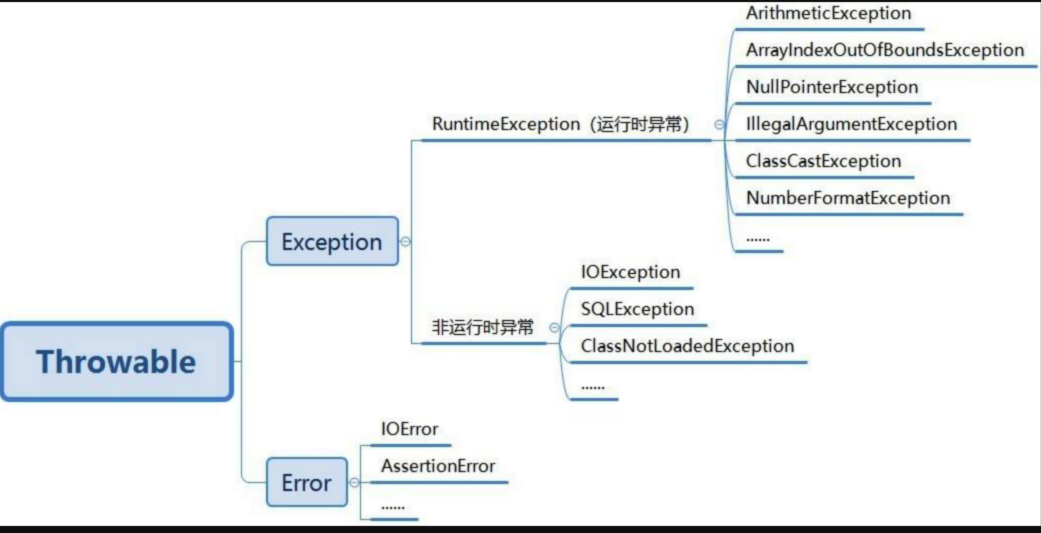 Throwable
Exception
RuntimeException（运行时异常）
ArithmeticException
ArrayIndexOutOfBoundsException
NullPointerException
IllegalArgumentException
ClassCastException
NumberFormatException
......
非运行时异常
IOException
SQLException
ClassNotLoadedException
......
Error
IOError
AssertionError
......